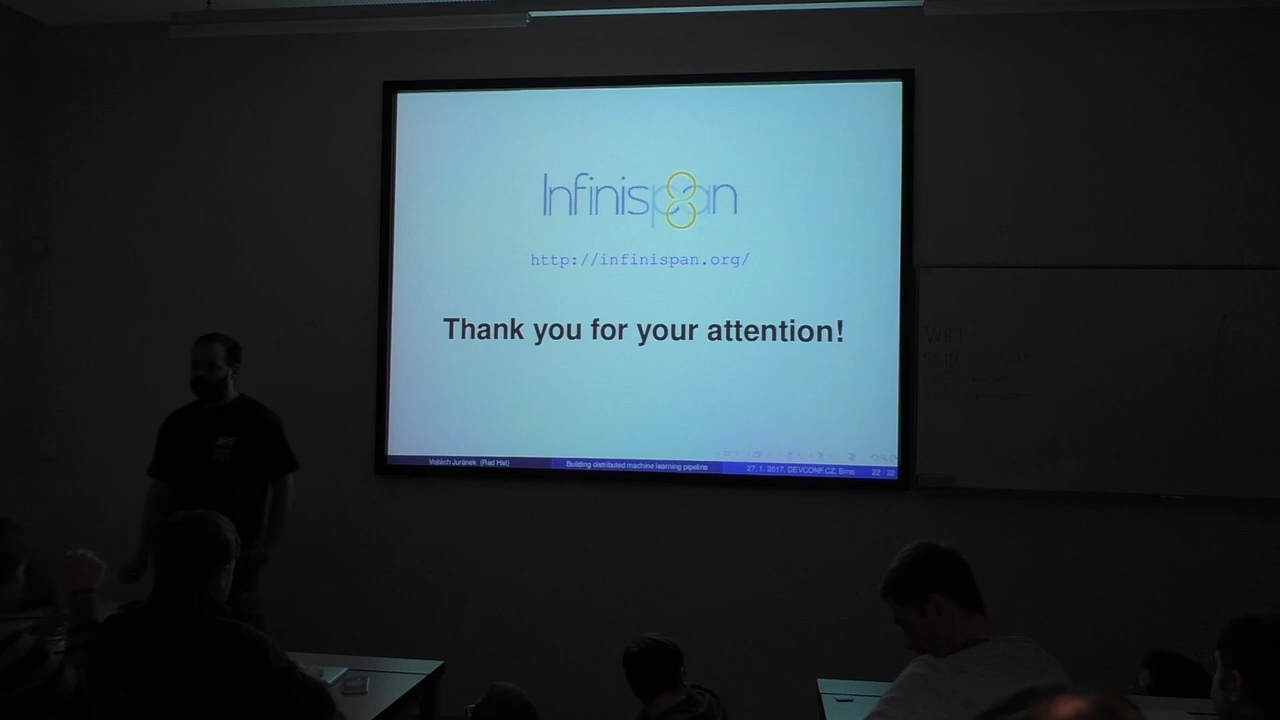 Infinispan
http://infinispan.org/
Thank you for your attention!
Vojtěch Juránek (Red Hat) Building distributed machine learning pipeline 27. 1. 2017, DEVCONF.CZ, Brno 22 / 22
WIFI